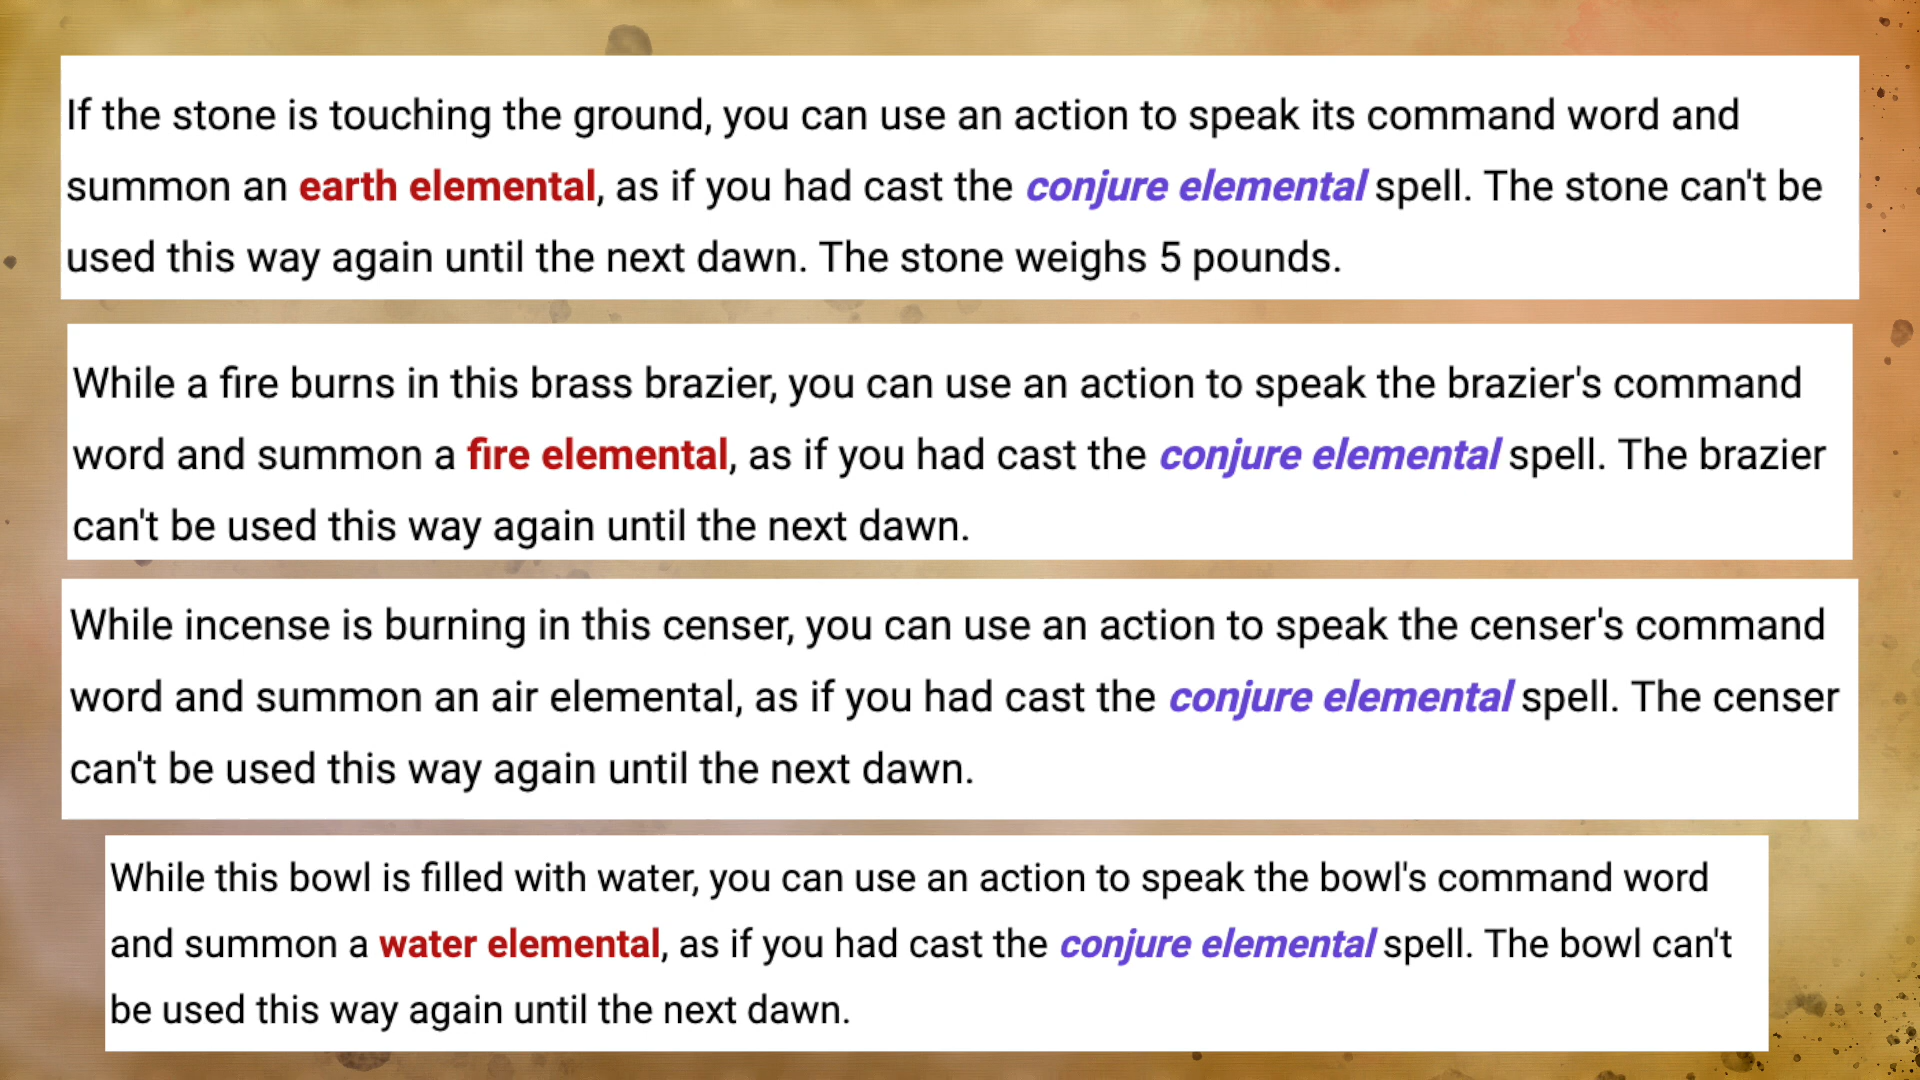 If the stone is touching the ground, you can use an action to speak its command word and
summon an earth elemental, as if you had cast the conjure elemental spell. The stone can't be
used this way again until the next dawn. The stone weighs 5 pounds.
While a fire burns in this brass brazier, you can use an action to speak the brazier's command
word and summon a fire elemental, as if you had cast the conjure elemental spell. The brazier
can't be used this way again until the next dawn.
While incense is burning in this censer, you can use an action to speak the censer's command
word and summon an air elemental, as if you had cast the conjure elemental spell. The censer
can't be used this way again until the next dawn.
While this bowl is filled with water, you can use an action to speak the bowl's command word
and summon a water elemental, as if you had cast the conjure elemental spell. The bowl can't
be used this way again until the next dawn.